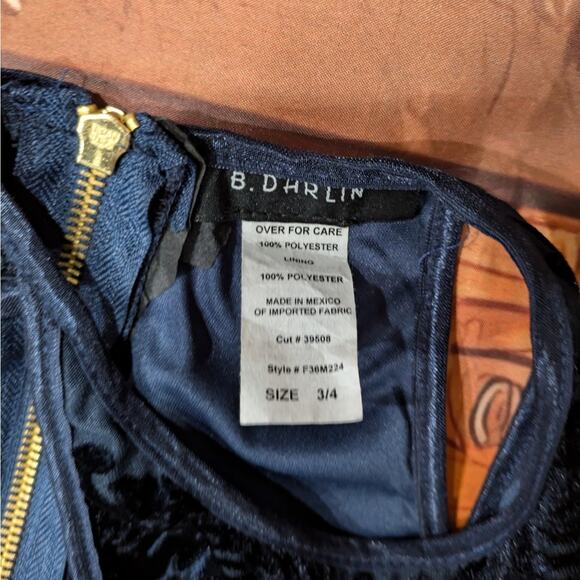 B. DARLIN
OVER FOR CARE
100% POLYESTER
LINING
100% POLYESTER
MADE IN MEXICO
OF IMPORTED FABRIC
Cut # 39508
Style # F36M224
SIZE 3/4